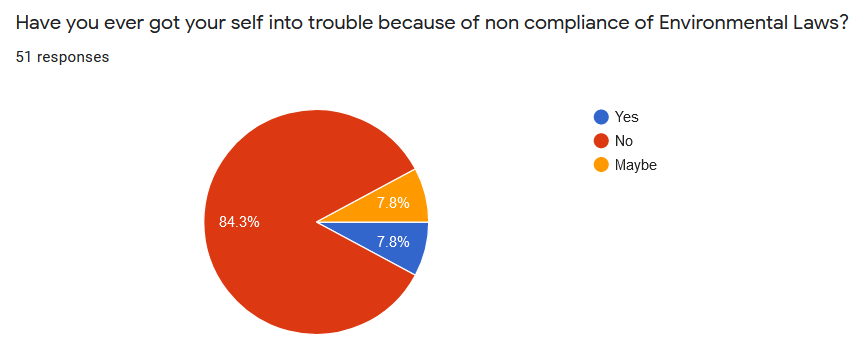 Have you ever got your self into trouble because of non compliance of Environmental Laws?
51 responses
Yes
No
Maybe
7.8%
84.3%
7.8%